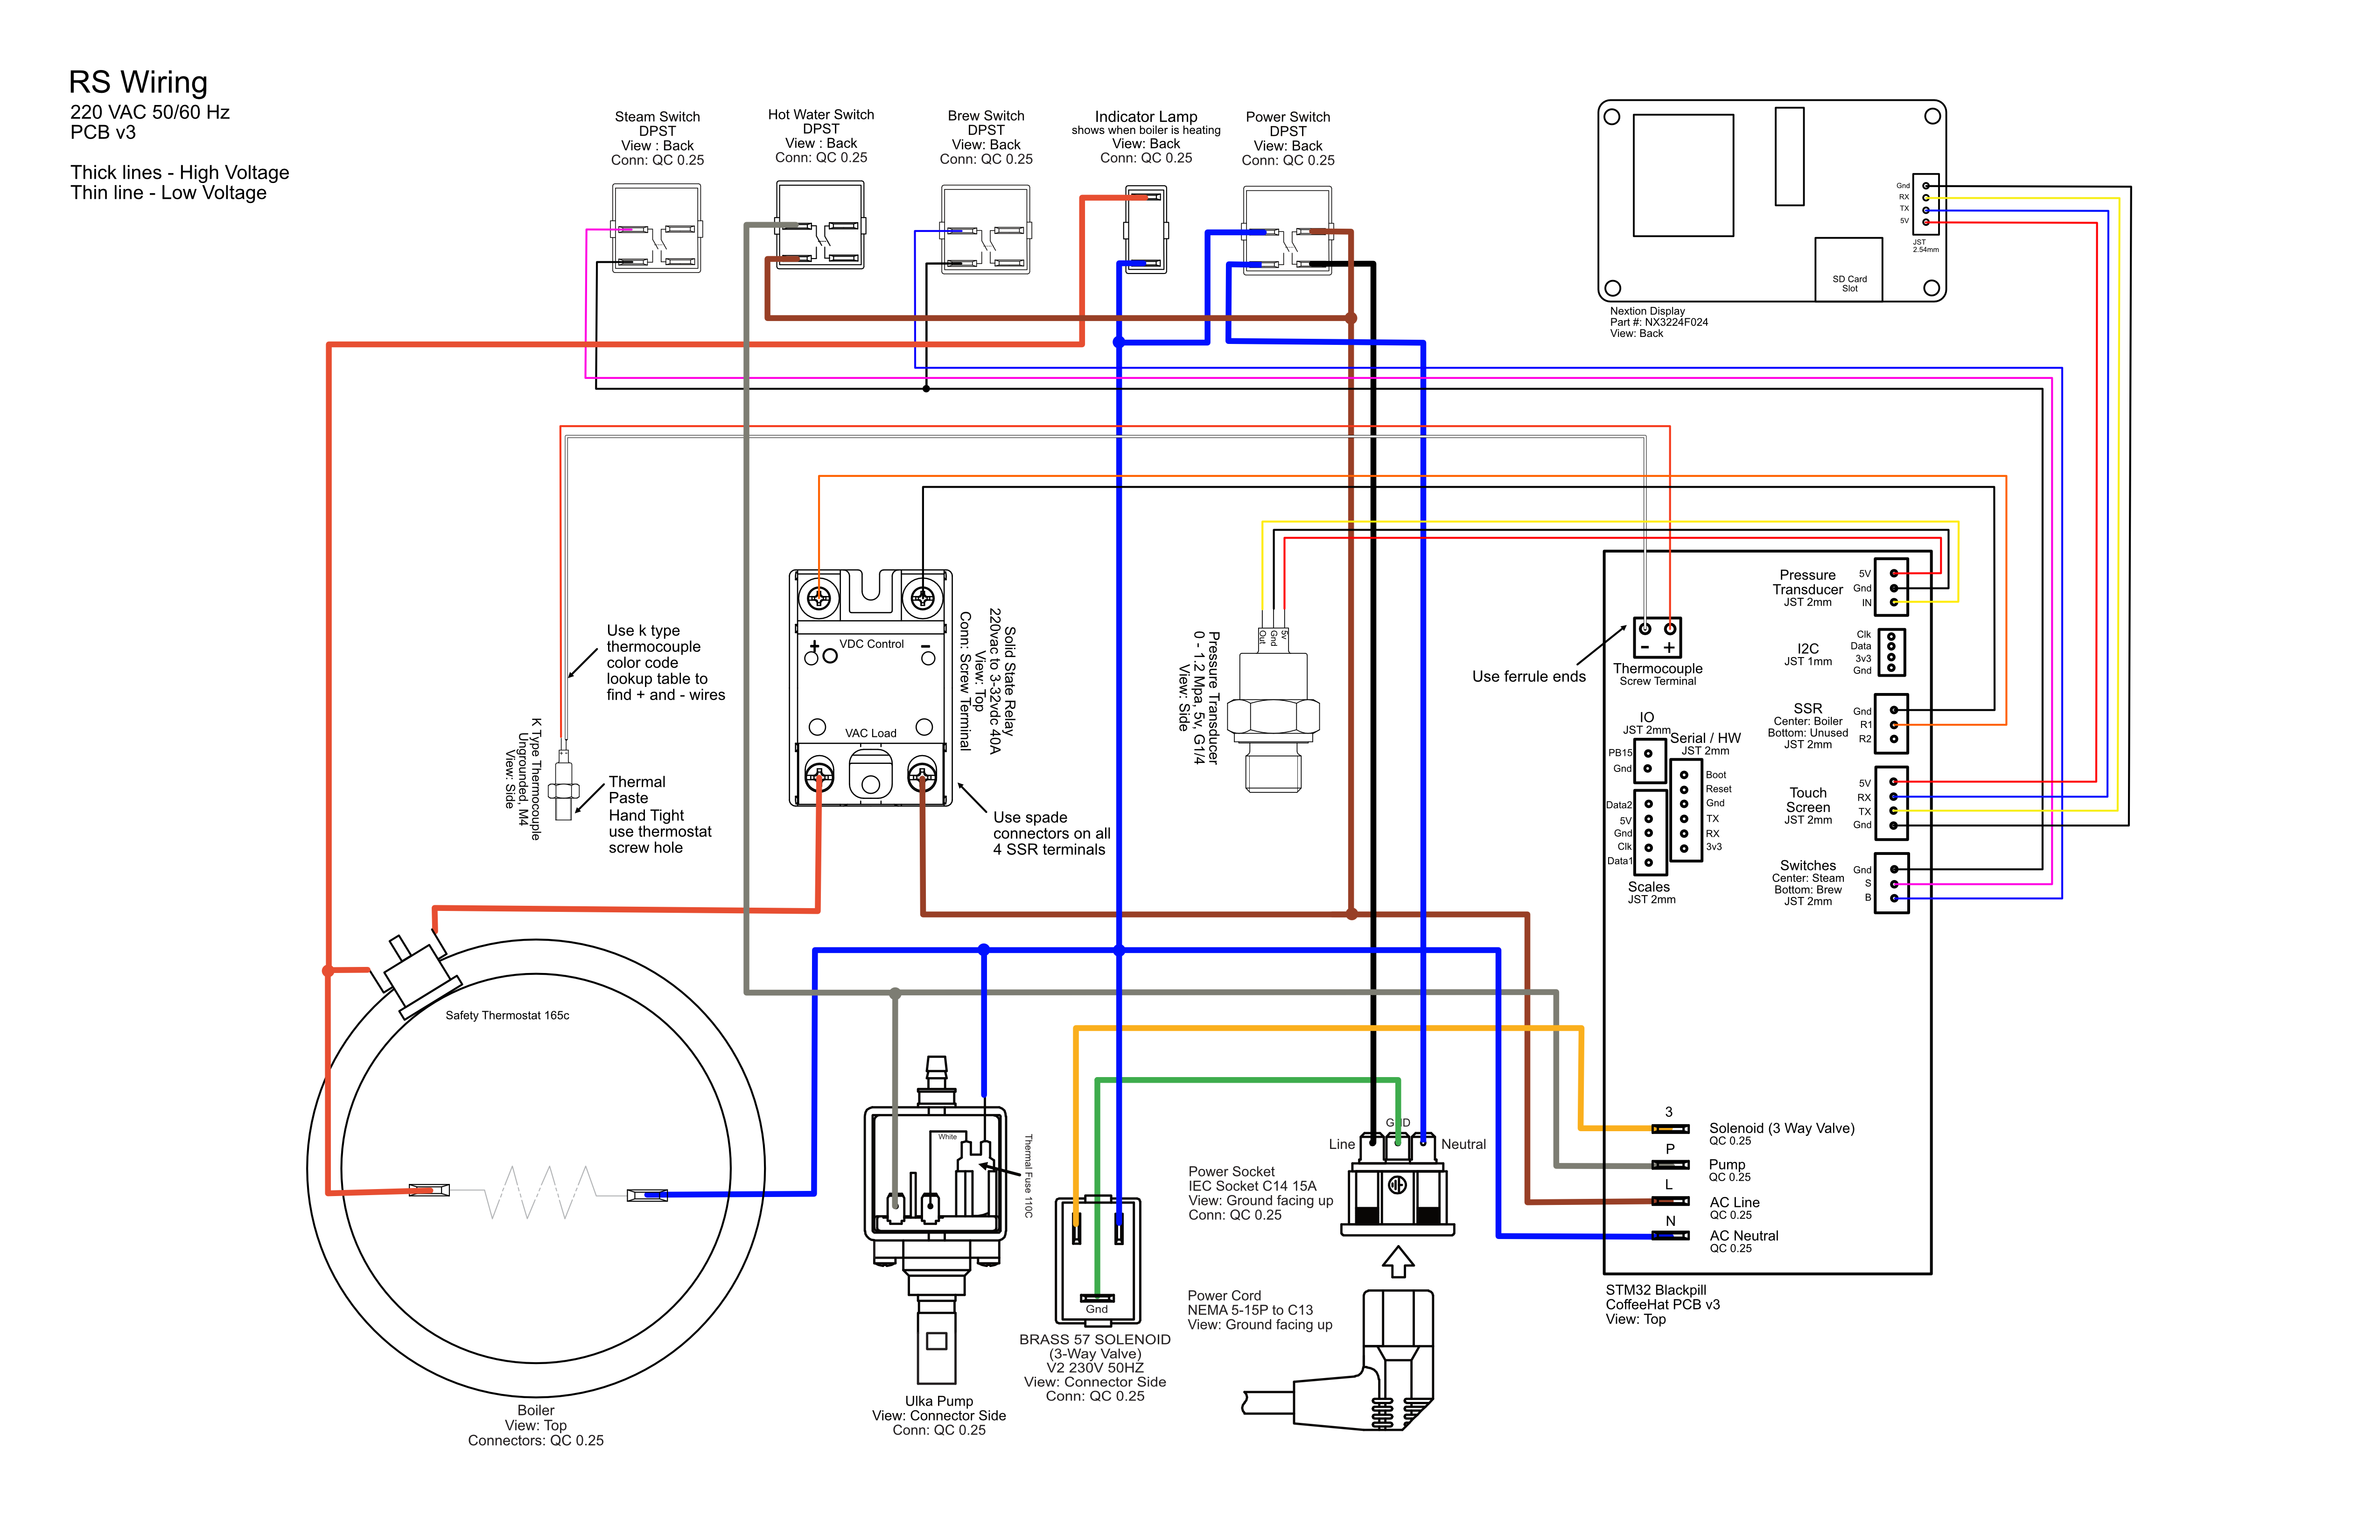 RS Wiring
220 VAC 50/60 Hz
PCB v3
Thick lines - High Voltage
Thin line - Low Voltage
Steam Switch
DPST
View : Back
Conn: QC 0.25
Hot Water Switch
DPST
View : Back
Conn: QC 0.25
Brew Switch
DPST
View: Back
Conn: QC 0.25
Indicator Lamp
shows when boiler is heating
View: Back
Conn: QC 0.25
Power Switch
DPST
View: Back
Conn: QC 0.25
Gnd
RX
TX
5V
JST
2.54mm
SD Card
Slot
Nextion Display
Part #: NX3224F024
View: Back
Use k type
thermocouple
color code
lookup table to
find + and - wires
K Type Thermocouple
Ungrounded, M4
View: Side
Thermal
Paste
Hand Tight
use thermostat
screw hole
+
VDC Control
-
VAC Load
Solid State Relay
220vac to 3-32vdc 40A
View: Top
Conn: Screw Terminal
Use spade
connectors on all
4 SSR terminals
Out
Gnd
5v
Pressure Transducer
0 - 1.2 Mpa, 5v, G1/4
View: Side
Use ferrule ends
- +
Thermocouple
Screw Terminal
Pressure
Transducer
JST 2mm
5V
Gnd
IN
I2C
JST 1mm
Clk
Data
3v3
Gnd
SSR
Center: Boiler
Bottom: Unused
JST 2mm
Gnd
R1
R2
IO
JST 2mm
PB15
Gnd
Serial / HW
JST 2mm
Boot
Reset
Gnd
TX
RX
3v3
Data2
5V
Gnd
Clk
Data1
Scales
JST 2mm
Touch
Screen
JST 2mm
5V
RX
TX
Gnd
Switches
Center: Steam
Bottom: Brew
JST 2mm
Gnd
S
B
Safety Thermostat 165c
Boiler
View: Top
Connectors: QC 0.25
White
Thermal Fuse 110C
Ulka Pump
View: Connector Side
Conn: QC 0.25
Gnd
BRASS 57 SOLENOID
(3-Way Valve)
V2 230V 50HZ
View: Connector Side
Conn: QC 0.25
GND
Line
Neutral
Power Socket
IEC Socket C14 15A
View: Ground facing up
Conn: QC 0.25
Power Cord
NEMA 5-15P to C13
View: Ground facing up
3
Solenoid (3 Way Valve)
QC 0.25
P
Pump
QC 0.25
L
AC Line
QC 0.25
N
AC Neutral
QC 0.25
STM32 Blackpill
CoffeeHat PCB v3
View: Top